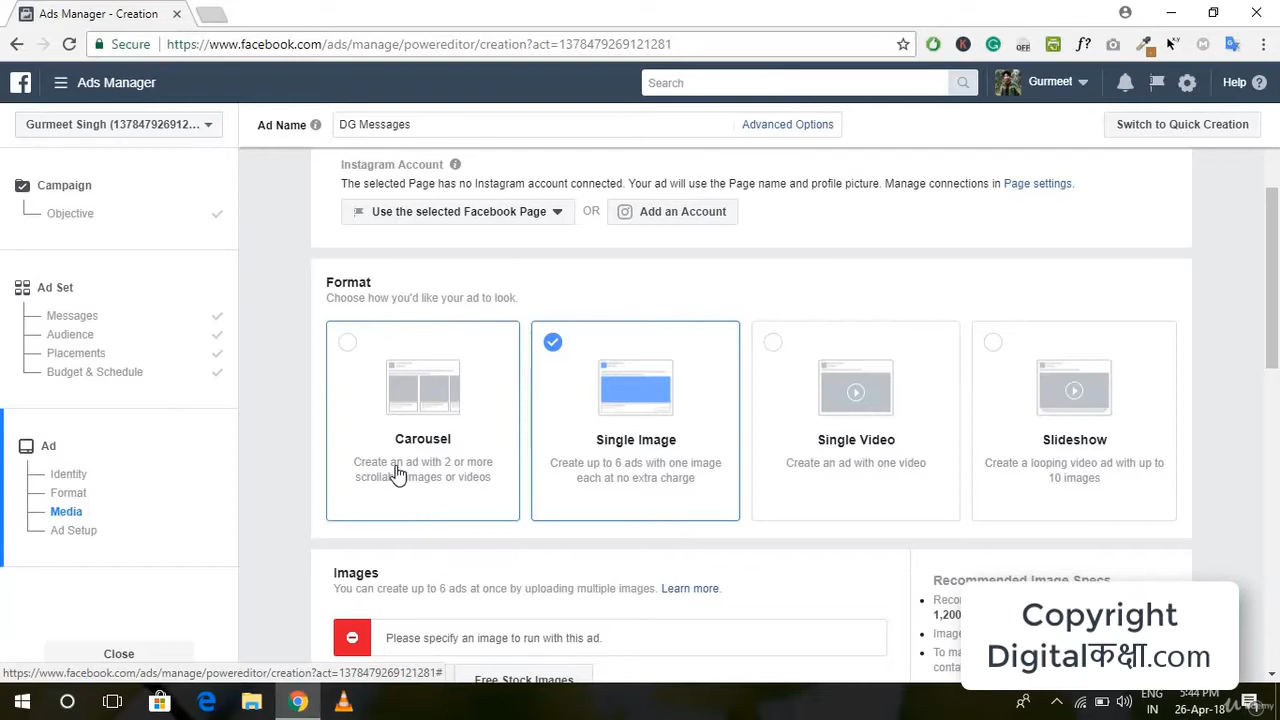 Ads Manager - Creation
Secure
https://www.facebook.com/ads/manage/powereditor/creation?act=1378479269121281
Ads Manager
Search
Gurmeet
Help
Gurmeet Singh (137847926912...
Ad Name
DG Messages
Advanced Options
Switch to Quick Creation
Campaign
Objective
Ad Set
Messages
Audience
Placements
Budget & Schedule
Ad
Identity
Format
Media
Ad Setup
Close
Instagram Account
The selected Page has no Instagram account connected. Your ad will use the Page name and profile picture. Manage connections in Page settings.
Use the selected Facebook Page
OR
Add an Account
Format
Choose how you'd like your ad to look.
Carousel
Create an ad with 2 or more
images or videos
Single Image
Create up to 6 ads with one image
each at no extra charge
Single Video
Create an ad with one video
Slideshow
Create a looping video ad with up to
10 images
Images
You can create up to 6 ads at once by uploading multiple images. Learn more.
Please specify an image to run with this ad.
Free Stock Images
Recommended Image Specs
1,200
Image
To
Copyright
Digitalकक्षा.com
https://www.facebook.com/ads/manage/powereditor/creation?act=1378479269121281#
ENG
IN
5:44 PM
26-Apr-18